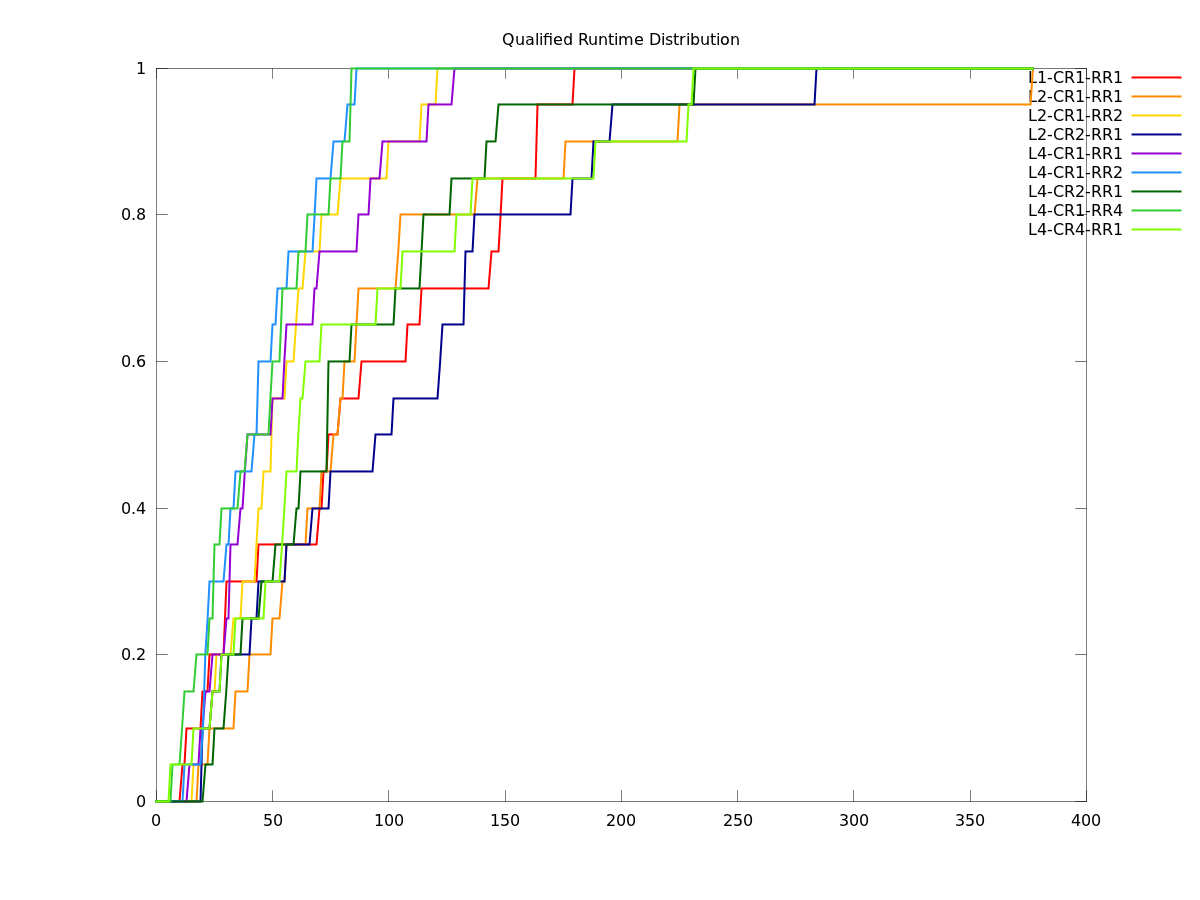 Qualified Runtime Distribution
1
0.8
0.6
0.4
0.2
0
0 50 100 150 200 250 300 350 400
L1-CR1-RR1
L2-CR1-RR1
L2-CR1-RR2
L2-CR2-RR1
L4-CR1-RR1
L4-CR1-RR2
L4-CR2-RR1
L4-CR1-RR4
L4-CR4-RR1